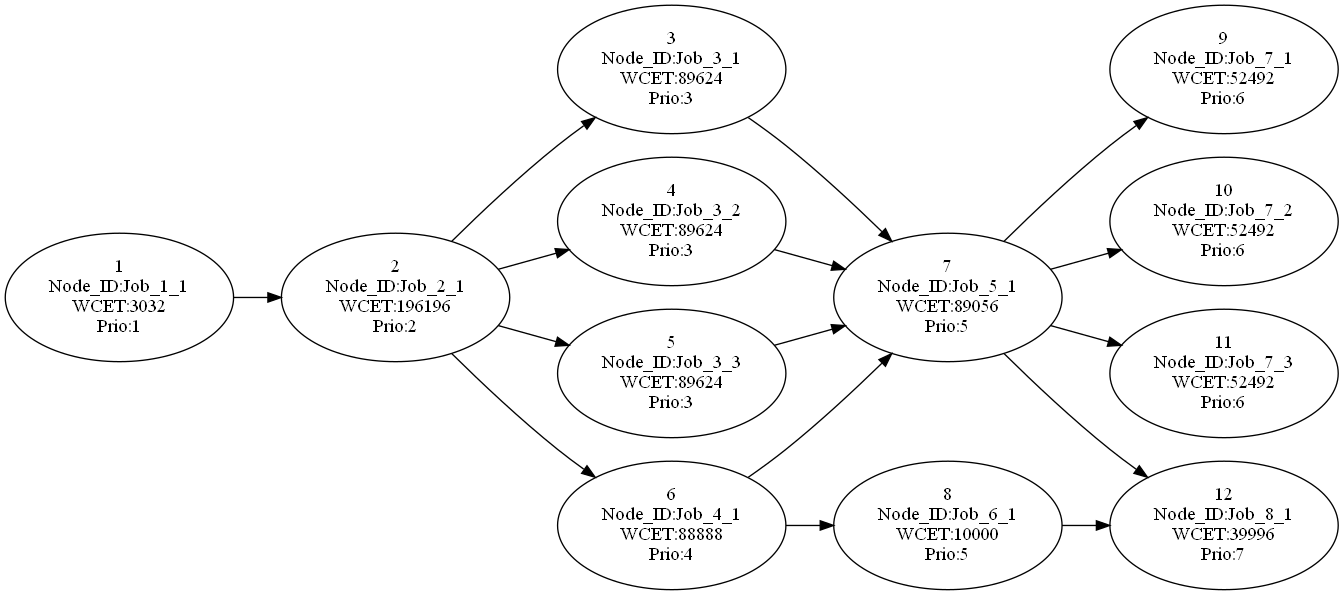 1
Node_ID:Job_1_1
WCET:3032
Prio:1
2
Node_ID:Job_2_1
WCET:196196
Prio:2
3
Node_ID:Job_3_1
WCET:89624
Prio:3
4
Node_ID:Job_3_2
WCET:89624
Prio:3
5
Node_ID:Job_3_3
WCET:89624
Prio:3
6
Node_ID:Job_4_1
WCET:88888
Prio:4
7
Node_ID:Job_5_1
WCET:89056
Prio:5
8
Node_ID:Job_6_1
WCET:10000
Prio:5
9
Node_ID:Job_7_1
WCET:52492
Prio:6
10
Node_ID:Job_7_2
WCET:52492
Prio:6
11
Node_ID:Job_7_3
WCET:52492
Prio:6
12
Node_ID:Job_8_1
WCET:39996
Prio:7